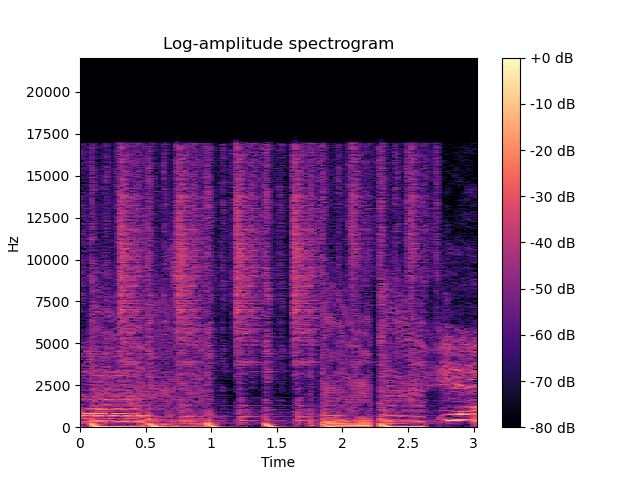 Log-amplitude spectrogram
Hz
20000
17500
15000
12500
10000
7500
5000
2500
0
0 0.5 1 1.5 2 2.5 3
Time
+0 dB
-10 dB
-20 dB
-30 dB
-40 dB
-50 dB
-60 dB
-70 dB
-80 dB